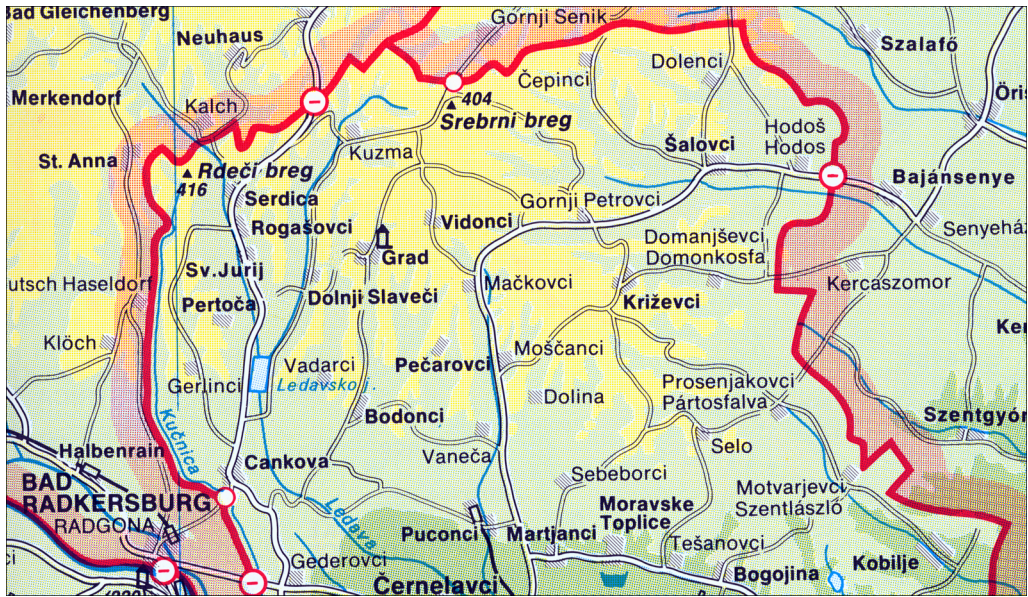 Bad Gleichenberg
Gornji Senik
Neuhaus
Szalafő
Dolenci
Čepinci
Merkendorf
404
Kalch
Srebrni breg
Hodoš
Hodos
Šalovci
Kuzma
St. Anna
Rdeči breg
416
Bajánsenye
Serdica
Gornji Petrovci
Vidonci
Rogašovci
Domanjševci
Domonkosfa
Grad
Sv.Jurij
Mačkovci
Kercaszomor
Dolnji Slaveči
Križevci
Pertoča
Klöch
Moščanci
Vadarci
Pečarovci
Ledavsko j.
Gerlinci
Prosenjakovci
Pártosfalva
Dolina
Bodonci
Kučnica
Selo
Halbenrain
Vaneča
Cankova
Sebeborci
BAD
RADKERSBURG
RADGONA
Motvarjevci
Szentlászló
Moravske
Toplice
Ledava
Puconci
Martjanci
Tešanovci
Gederovci
Kobilje
Bogojina
Černelavci